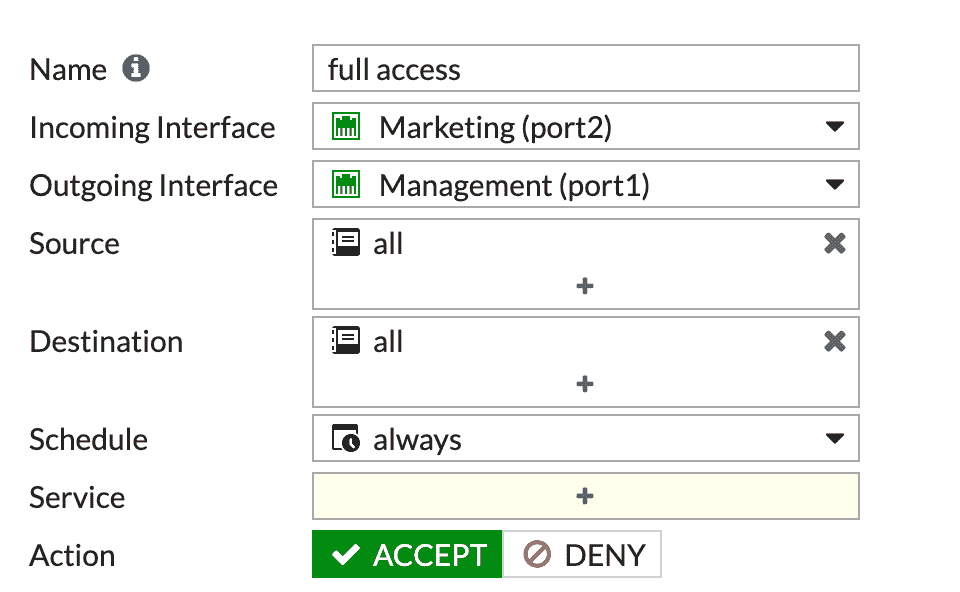 Name full access
Incoming Interface Marketing (port2)
Outgoing Interface Management (port1)
Source all
+
Destination all
+
Schedule always
Service +
Action ACCEPT DENY